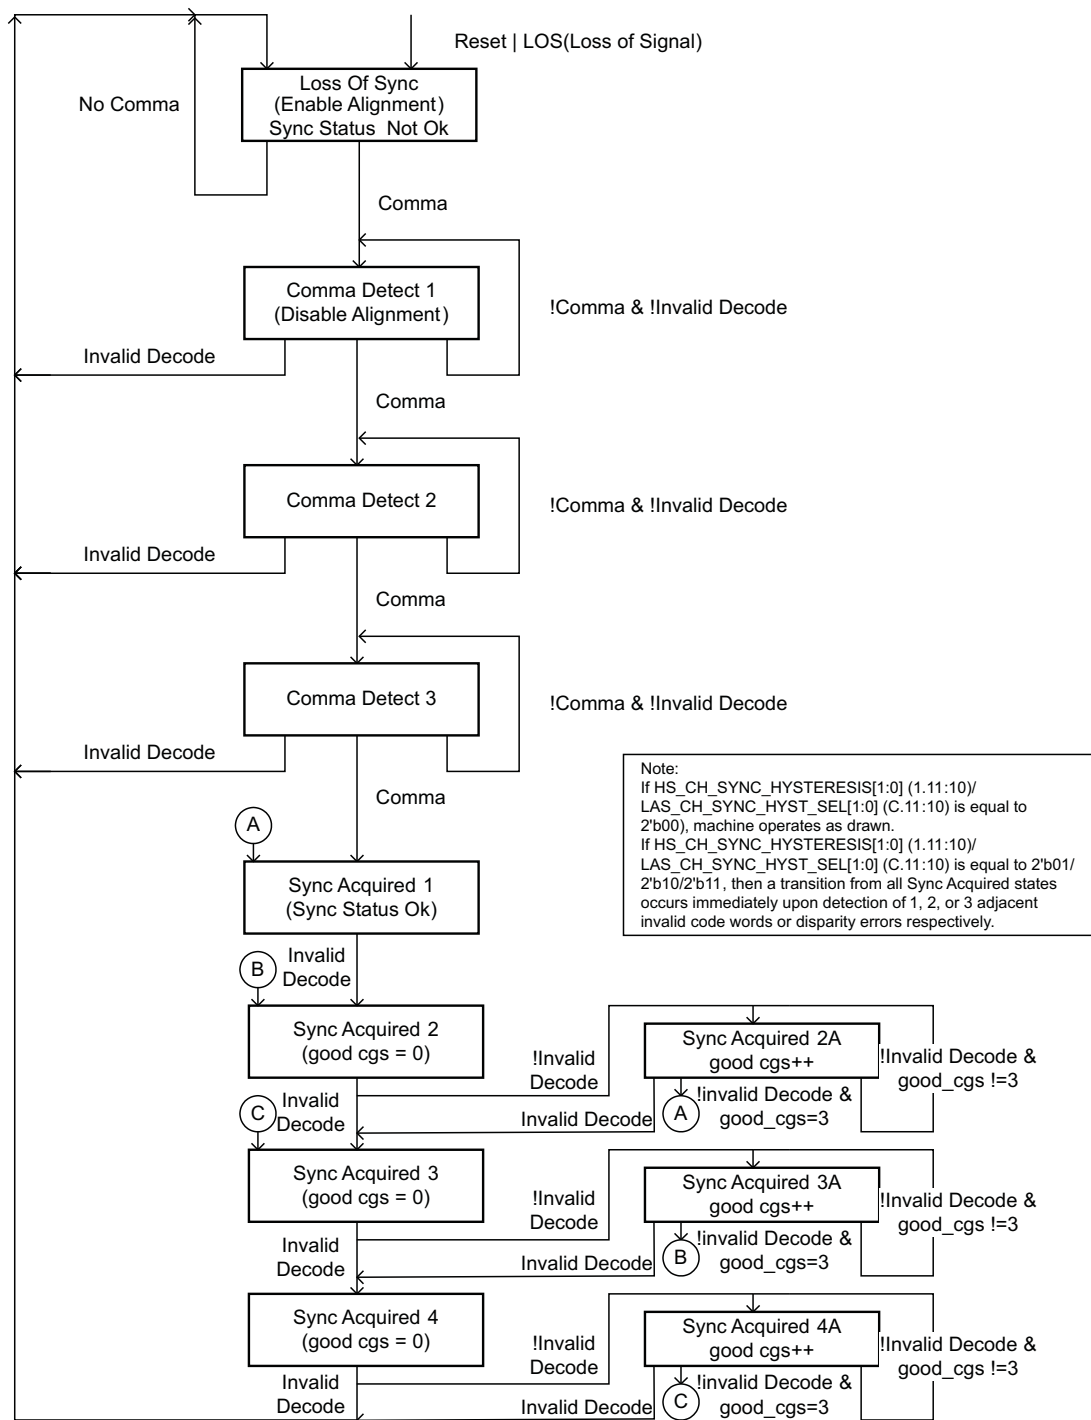 Reset | LOS(Loss of Signal)
Loss Of Sync
(Enable Alignment)
Sync Status Not Ok
No Comma
Comma
Comma Detect 1
(Disable Alignment)
!Comma & !Invalid Decode
Invalid Decode
Comma
Comma Detect 2
!Comma & !Invalid Decode
Invalid Decode
Comma
Comma Detect 3
!Comma & !Invalid Decode
Invalid Decode
Comma
Note:
If HS_CH_SYNC_HYSTERESIS[1:0] (1.11:10)/
LAS_CH_SYNC_HYST_SEL[1:0] (C.11:10) is equal to
2'b00), machine operates as drawn.
If HS_CH_SYNC_HYSTERESIS[1:0] (1.11:10)/
LAS_CH_SYNC_HYST_SEL[1:0] (C.11:10) is equal to 2'b01/
2'b10/2'b11, then a transition from all Sync Acquired states
occurs immediately upon detection of 1, 2, or 3 adjacent
invalid code words or disparity errors respectively.
A
Sync Acquired 1
(Sync Status Ok)
Invalid
Decode
B
Sync Acquired 2
(good cgs = 0)
!Invalid
Decode
Sync Acquired 2A
good cgs++
!Invalid Decode &
good_cgs !=3
Invalid
Decode
Invalid Decode
A
!invalid Decode &
good_cgs=3
C
Sync Acquired 3
(good cgs = 0)
!Invalid
Decode
Sync Acquired 3A
good cgs++
!Invalid Decode &
good_cgs !=3
Invalid
Decode
Invalid Decode
B
!invalid Decode &
good_cgs=3
Sync Acquired 4
(good cgs = 0)
!Invalid
Decode
Sync Acquired 4A
good cgs++
!Invalid Decode &
good_cgs !=3
Invalid
Decode
Invalid Decode
C
!invalid Decode &
good_cgs=3